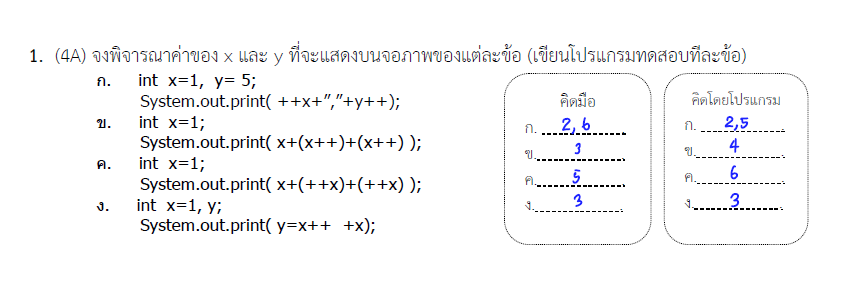 1. (4A) จงพิจารณาค่าของ x และ y ที่จะแสดงบนจอภาพของแต่ละข้อ (เขียนโปรแกรมทดสอบทีละข้อ)
ก. int x=1, y= 5;
System.out.print( ++x+”,”+y++);
ข. int x=1;
System.out.print( x+(x++)+(x++) );
ค. int x=1;
System.out.print( x+(++x)+(++x) );
ง. int x=1, y;
System.out.print( y=x++ +x);
คิดมือ
ก. 2, 6
ข. 3
ค. 5
ง. 3
คิดโดยโปรแกรม
ก. 2,5
ข. 4
ค. 6
ง. 3